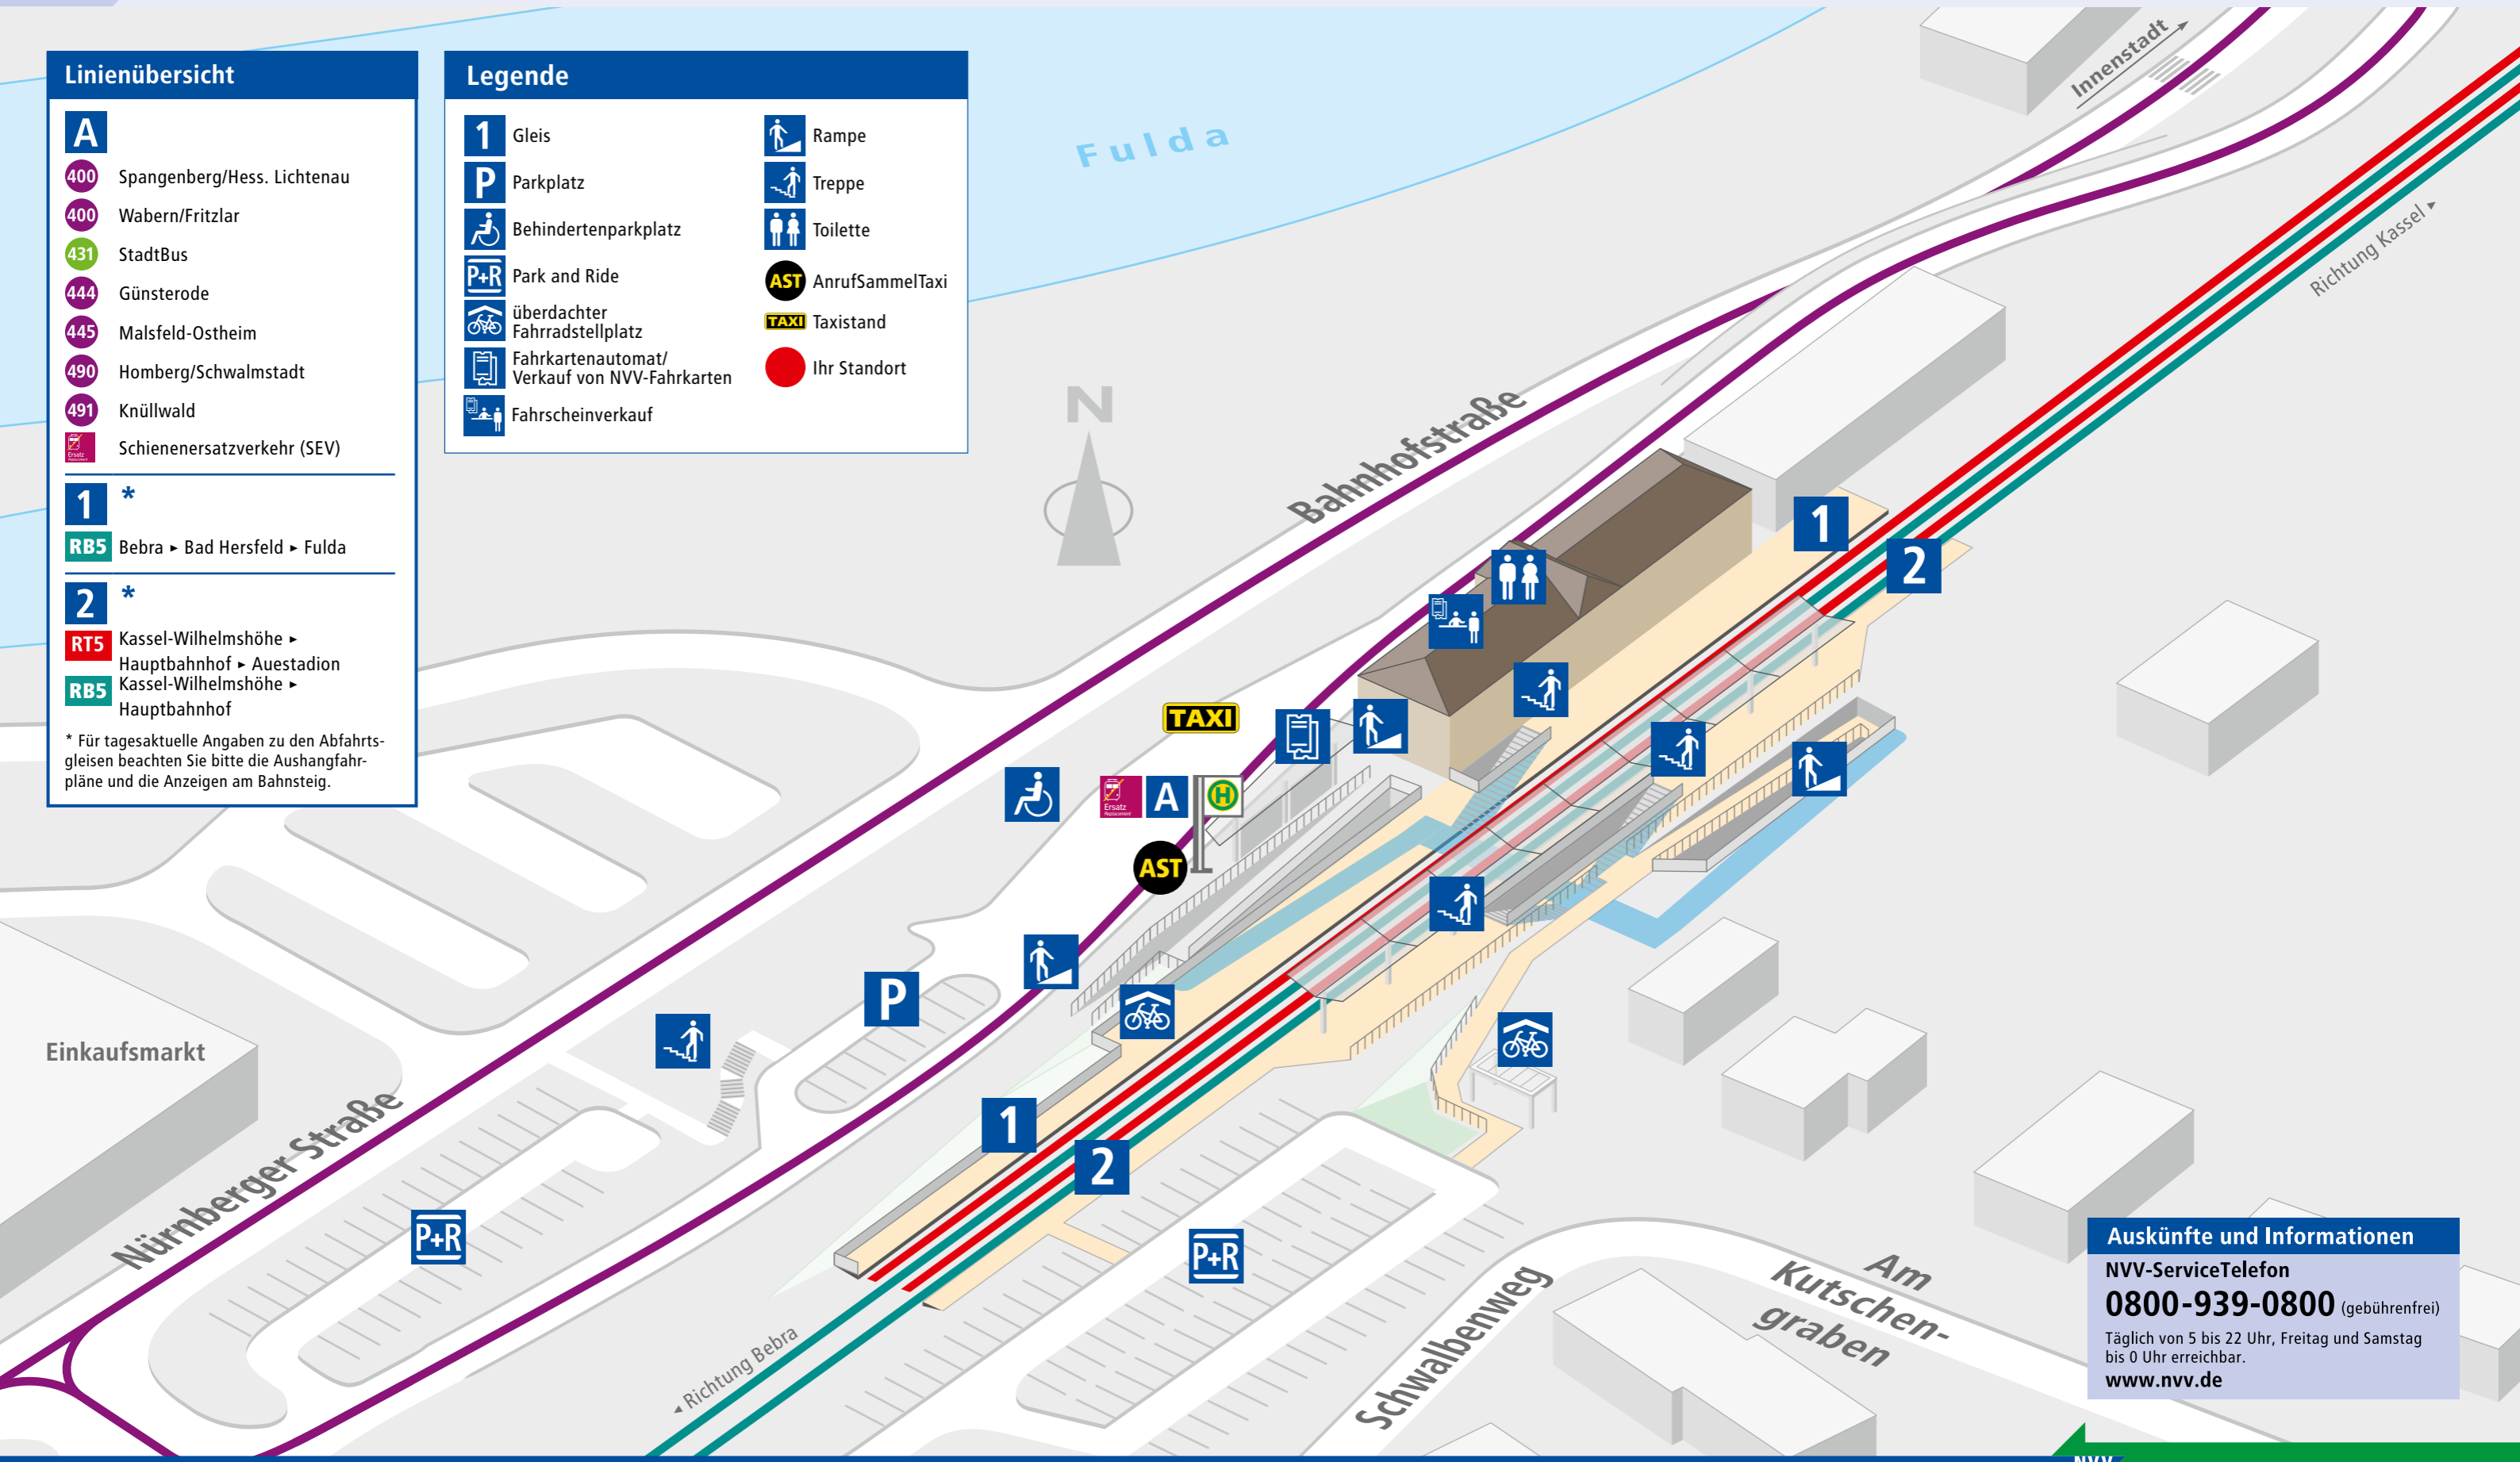 Linienübersicht
A
400 Spangenberg/Hess. Lichtenau
400 Wabern/Fritzlar
431 StadtBus
444 Günsterode
445 Malsfeld-Ostheim
490 Homberg/Schwalmstadt
491 Knüllwald
Ersatz
Replacement
Schienenersatzverkehr (SEV)
1 *
RB5 Bebra ▸ Bad Hersfeld ▸ Fulda
2 *
RT5 Kassel-Wilhelmshöhe ▸
Hauptbahnhof ▸ Auestadion
RB5 Kassel-Wilhelmshöhe ▸
Hauptbahnhof
* Für tagesaktuelle Angaben zu den Abfahrts-
gleisen beachten Sie bitte die Aushangfahr-
pläne und die Anzeigen am Bahnsteig.
Legende
1 Gleis
P Parkplatz
Behindertenparkplatz
P+R Park and Ride
überdachter
Fahrradstellplatz
Fahrkartenautomat/
Verkauf von NVV-Fahrkarten
Fahrscheinverkauf
Rampe
Treppe
Toilette
AST AnrufSammelTaxi
TAXI Taxistand
Ihr Standort
Fulda
Innenstadt
Richtung Kassel ▸
N
Bahnhofstraße
1
2
TAXI
Ersatz
Replacement
A
H
AST
P
Einkaufsmarkt
Nürnberger Straße
1
2
P+R
P+R
◂ Richtung Bebra
Schwalbenweg
Am
Kutschen-
graben
Auskünfte und Informationen
NVV-ServiceTelefon
0800-939-0800 (gebührenfrei)
Täglich von 5 bis 22 Uhr, Freitag und Samstag
bis 0 Uhr erreichbar.
www.nvv.de
NVV